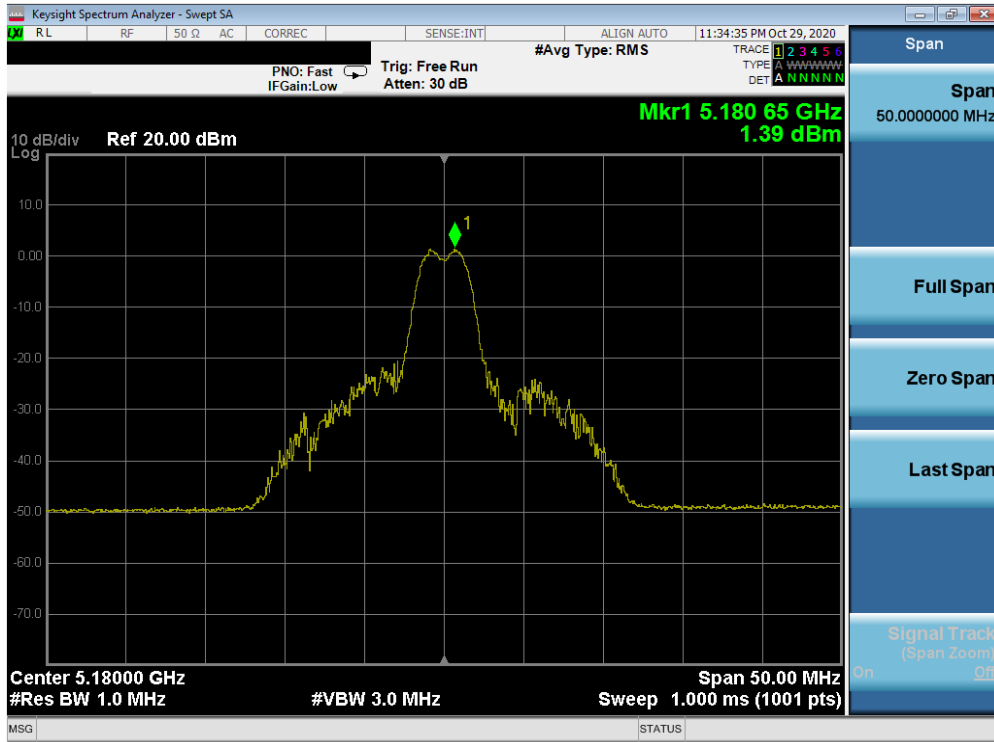 Keysight Spectrum Analyzer - Swept SA
LXI RL RF 50 Ω AC CORREC SENSE:INT ALIGN AUTO 11:34:35 PM Oct 29, 2020
#Avg Type: RMS TRACE 1 2 3 4 5 6
PNO: Fast Trig: Free Run TYPE A WWWWW
IFGain:Low Atten: 30 dB DET A N N N N N
Mkr1 5.180 65 GHz
1.39 dBm
10 dB/div Ref 20.00 dBm
Log
10.0
1
0.00
-10.0
-20.0
-30.0
-40.0
-50.0
-60.0
-70.0
Center 5.18000 GHz Span 50.00 MHz
#Res BW 1.0 MHz #VBW 3.0 MHz Sweep 1.000 ms (1001 pts)
MSG STATUS
Span
Span
50.0000000 MHz
Full Span
Zero Span
Last Span
Signal Track
(Span Zoom)
On Off